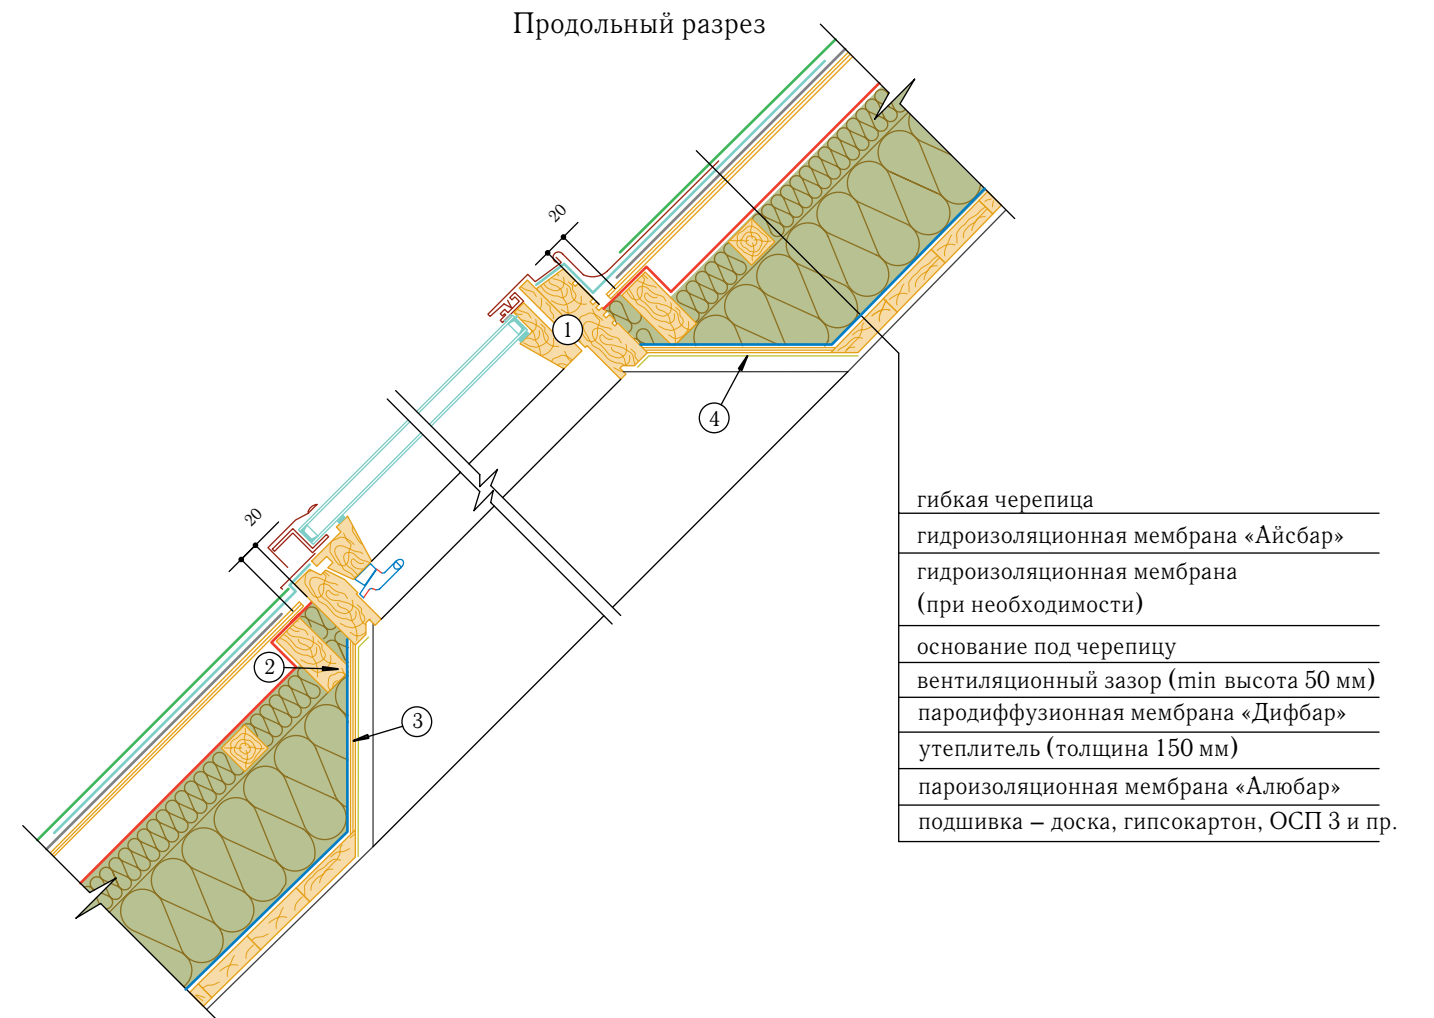 Продольный разрез
20
1
4
20
2
3
гибкая черепица
гидроизоляционная мембрана «Айсбар»
гидроизоляционная мембрана
(при необходимости)
основание под черепицу
вентиляционный зазор (min высота 50 мм)
пародиффузионная мембрана «Дифбар»
утеплитель (толщина 150 мм)
пароизоляционная мембрана «Алюбар»
подшивка – доска, гипсокартон, ОСП 3 и пр.